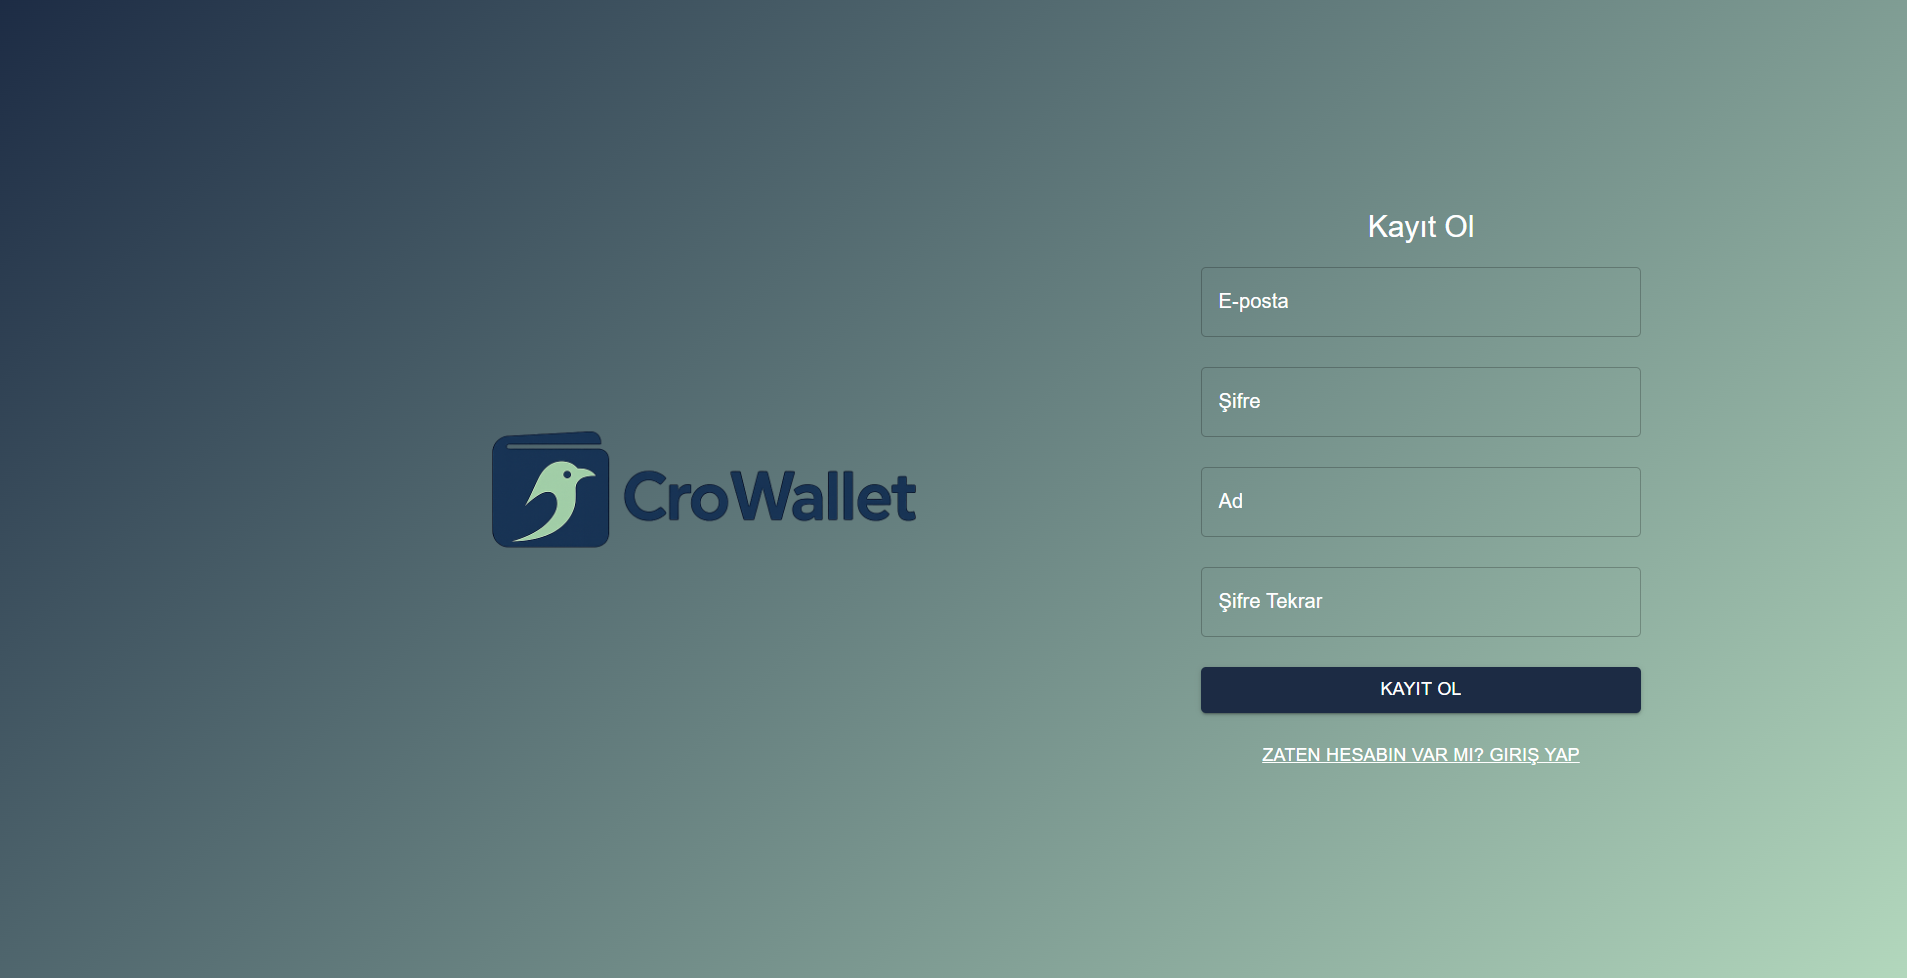 CroWallet
Kayıt Ol
E-posta
Şifre
Ad
Şifre Tekrar
KAYIT OL
ZATEN HESABIN VAR MI? GIRIŞ YAP